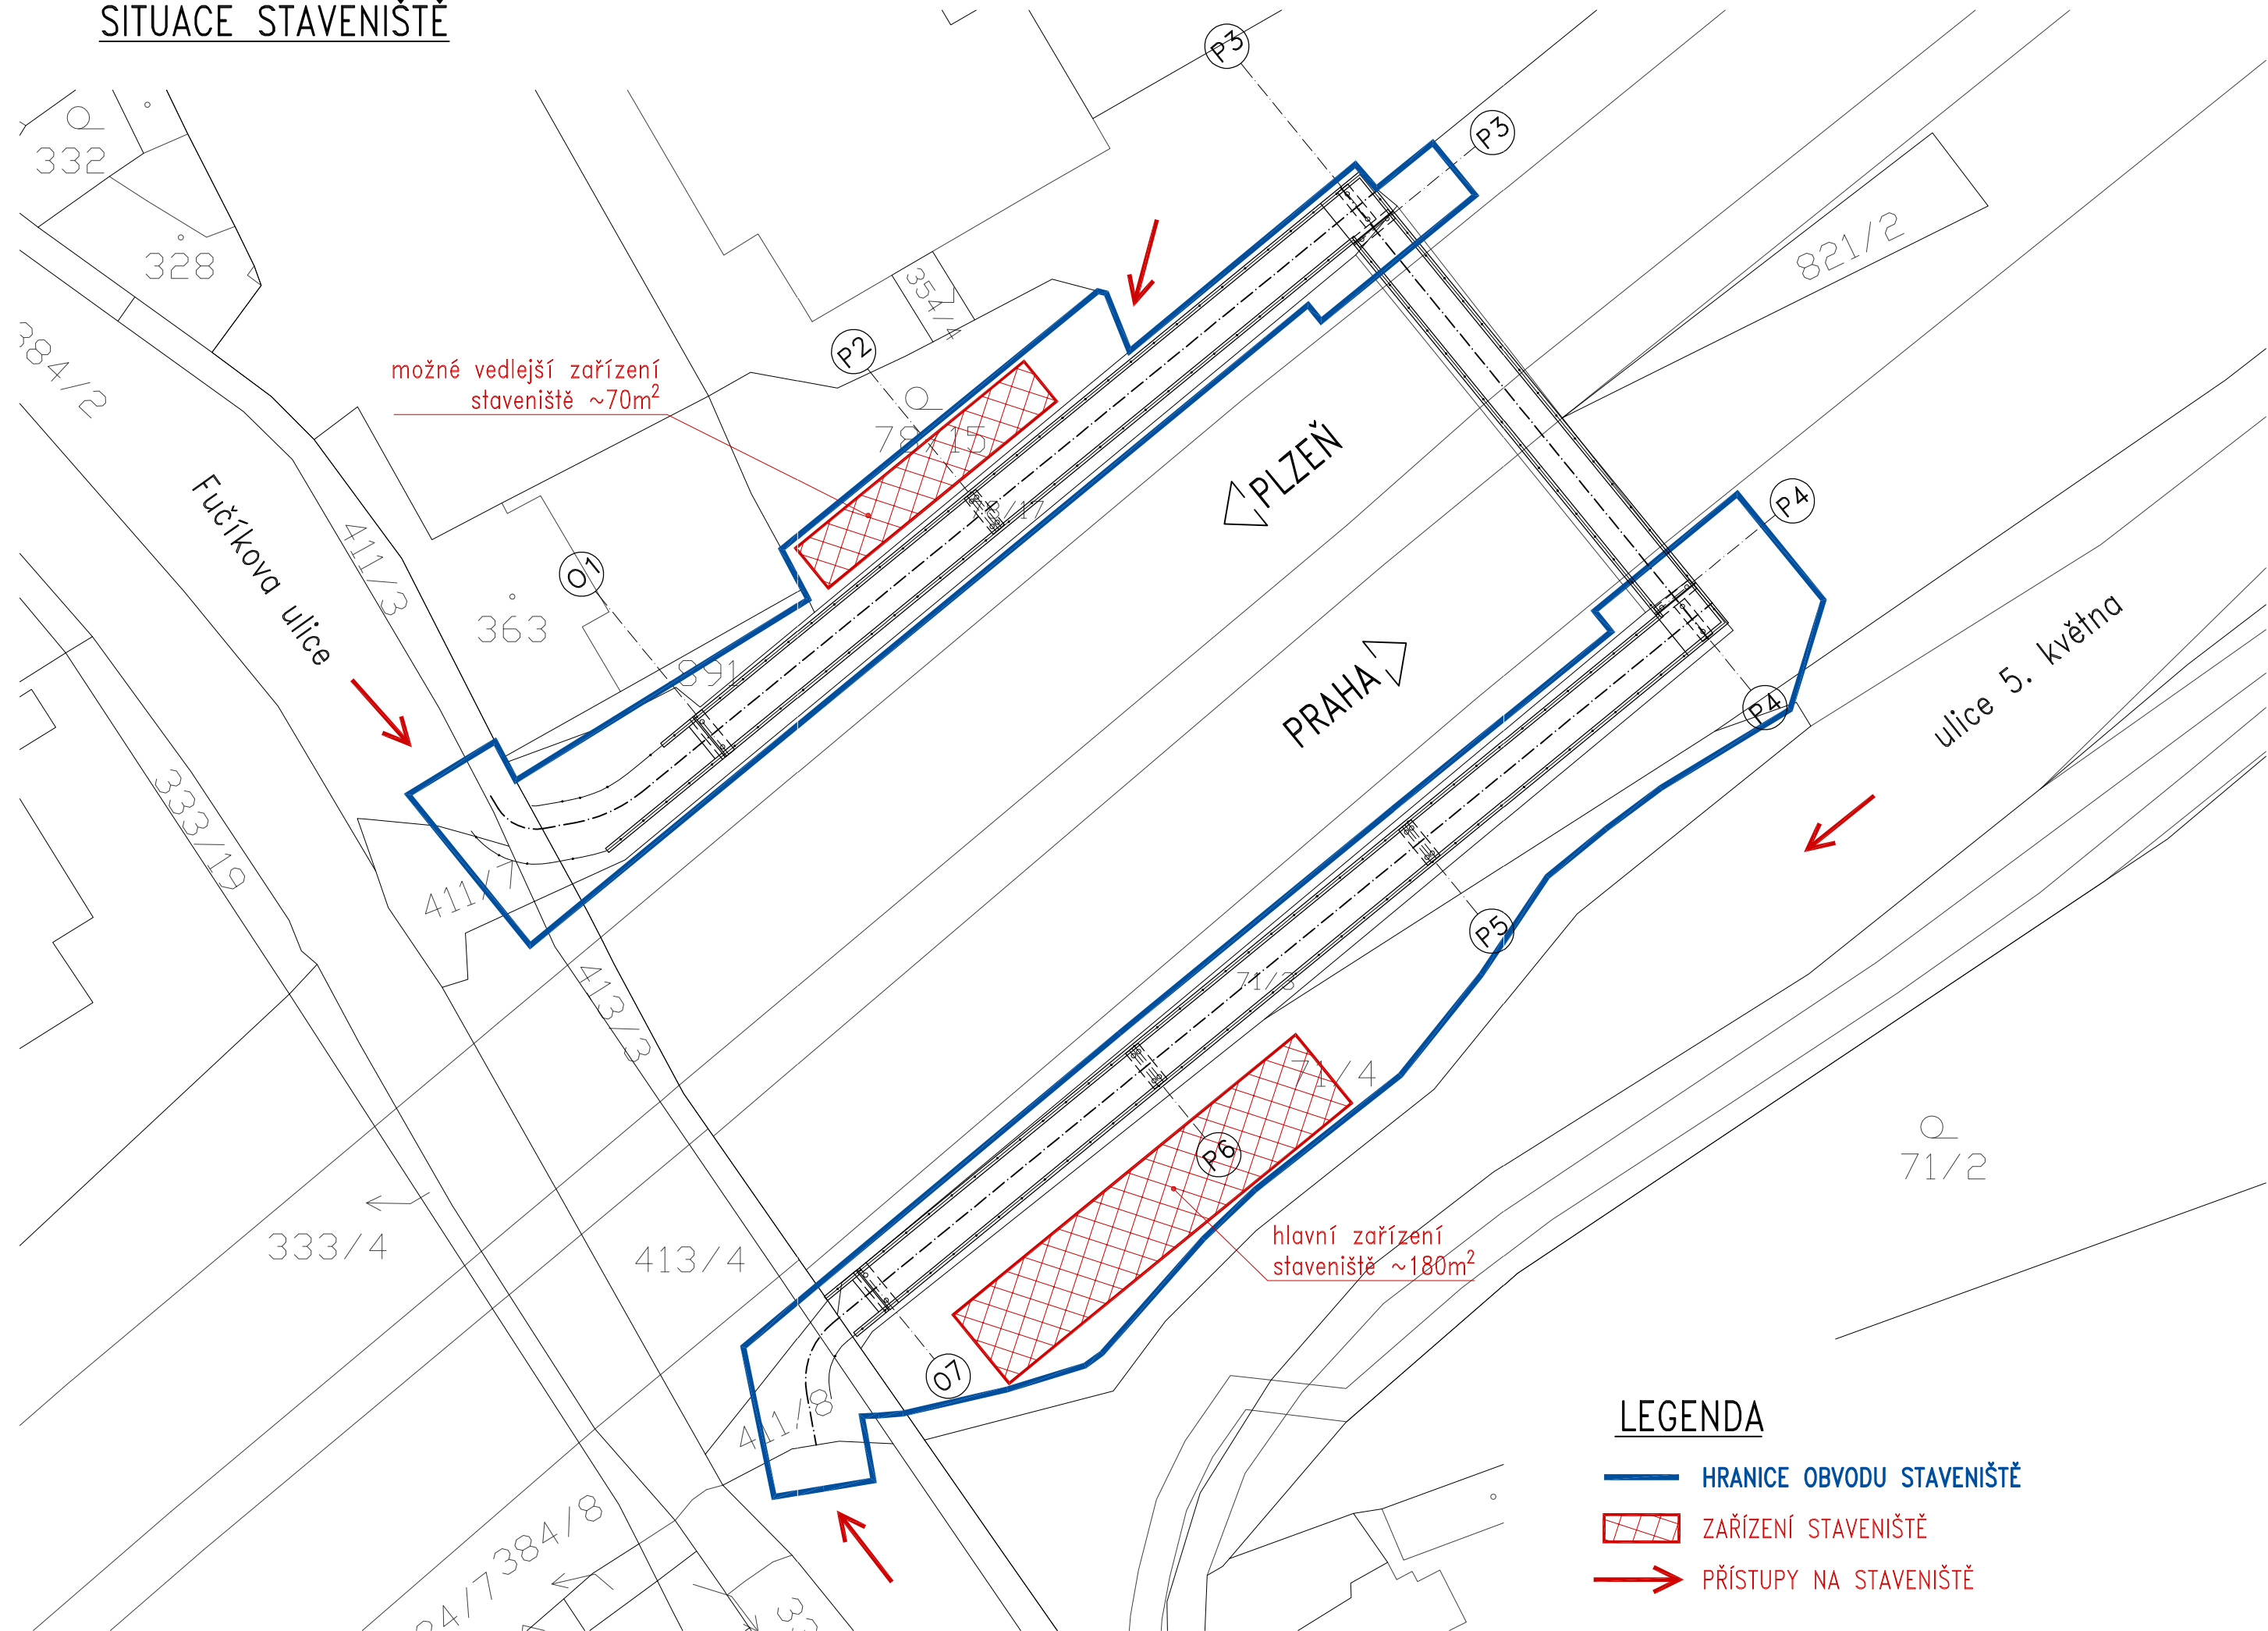 SITUACE STAVENIŠTĚ
P3
P3
332
328
821/2
354/4
P2
384/2
možné vedlejší zařízení
staveniště ~70m²
78/15
PLZEŇ
78/17
P4
Fučíkova ulice
411/3
O1
363
891
PRAHA
P4
ulice 5. května
333/19
411/7
P5
413/3
71/3
71/4
P6
71/2
333/4
413/4
hlavní zařízení
staveniště ~180m²
O7
411/8
LEGENDA
HRANICE OBVODU STAVENIŠTĚ
ZAŘÍZENÍ STAVENIŠTĚ
PŘÍSTUPY NA STAVENIŠTĚ
384/8